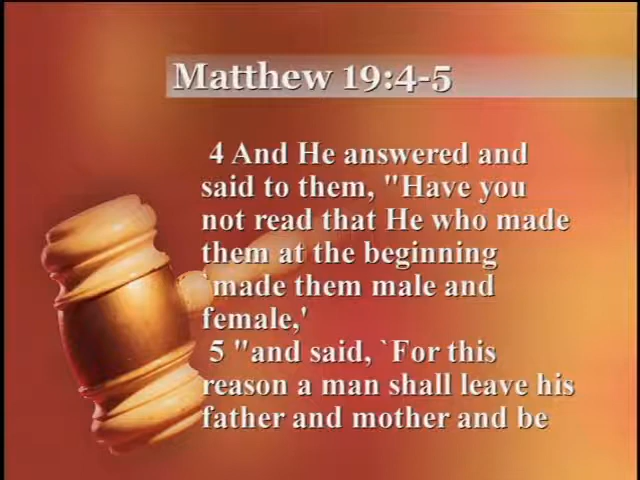 Matthew 19:4-5
4 And He answered and
said to them, "Have you
not read that He who made
them at the beginning
`made them male and
female,'
5 "and said, `For this
reason a man shall leave his
father and mother and be